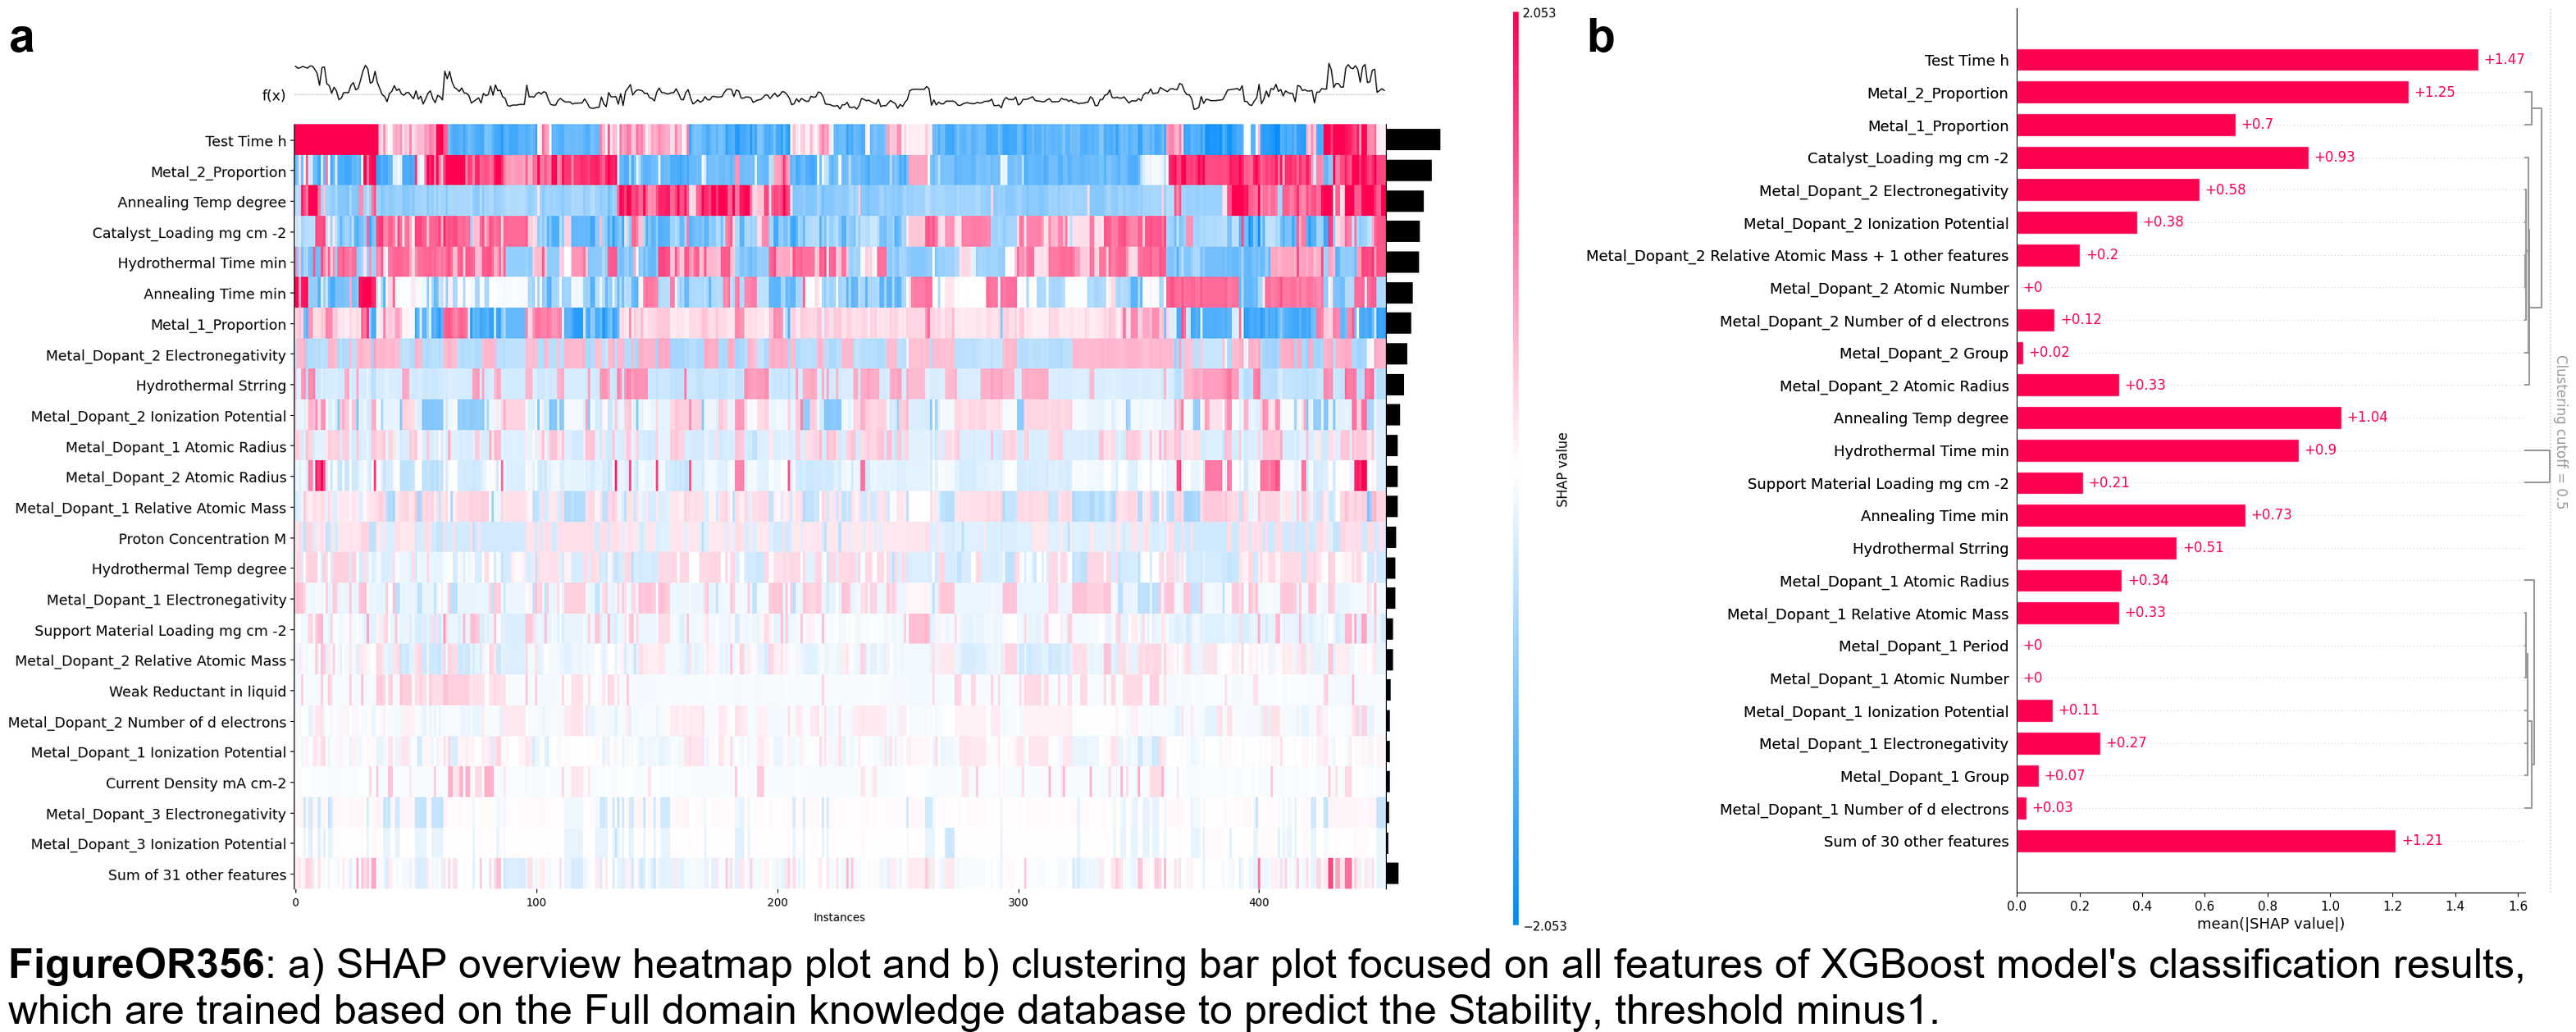 a
2.053
f(x)
Test Time h
Metal_2_Proportion
Annealing Temp degree
Catalyst_Loading mg cm -2
Hydrothermal Time min
Annealing Time min
Metal_1_Proportion
Metal_Dopant_2 Electronegativity
Hydrothermal Strring
Metal_Dopant_2 Ionization Potential
Metal_Dopant_1 Atomic Radius
Metal_Dopant_2 Atomic Radius
Metal_Dopant_1 Relative Atomic Mass
Proton Concentration M
Hydrothermal Temp degree
Metal_Dopant_1 Electronegativity
Support Material Loading mg cm -2
Metal_Dopant_2 Relative Atomic Mass
Weak Reductant in liquid
Metal_Dopant_2 Number of d electrons
Metal_Dopant_1 Ionization Potential
Current Density mA cm-2
Metal_Dopant_3 Electronegativity
Metal_Dopant_3 Ionization Potential
Sum of 31 other features
0 100 200 300 400
Instances
SHAP value
−2.053
b
Test Time h +1.47
Metal_2_Proportion +1.25
Metal_1_Proportion +0.7
Catalyst_Loading mg cm -2 +0.93
Metal_Dopant_2 Electronegativity +0.58
Metal_Dopant_2 Ionization Potential +0.38
Metal_Dopant_2 Relative Atomic Mass + 1 other features +0.2
Metal_Dopant_2 Atomic Number +0
Metal_Dopant_2 Number of d electrons +0.12
Metal_Dopant_2 Group +0.02
Metal_Dopant_2 Atomic Radius +0.33
Annealing Temp degree +1.04
Hydrothermal Time min +0.9
Support Material Loading mg cm -2 +0.21
Annealing Time min +0.73
Hydrothermal Strring +0.51
Metal_Dopant_1 Atomic Radius +0.34
Metal_Dopant_1 Relative Atomic Mass +0.33
Metal_Dopant_1 Period +0
Metal_Dopant_1 Atomic Number +0
Metal_Dopant_1 Ionization Potential +0.11
Metal_Dopant_1 Electronegativity +0.27
Metal_Dopant_1 Group +0.07
Metal_Dopant_1 Number of d electrons +0.03
Sum of 30 other features +1.21
0.0 0.2 0.4 0.6 0.8 1.0 1.2 1.4 1.6
mean(|SHAP value|)
Clustering cutoff = 0.5
FigureOR356: a) SHAP overview heatmap plot and b) clustering bar plot focused on all features of XGBoost model's classification results,
which are trained based on the Full domain knowledge database to predict the Stability, threshold minus1.